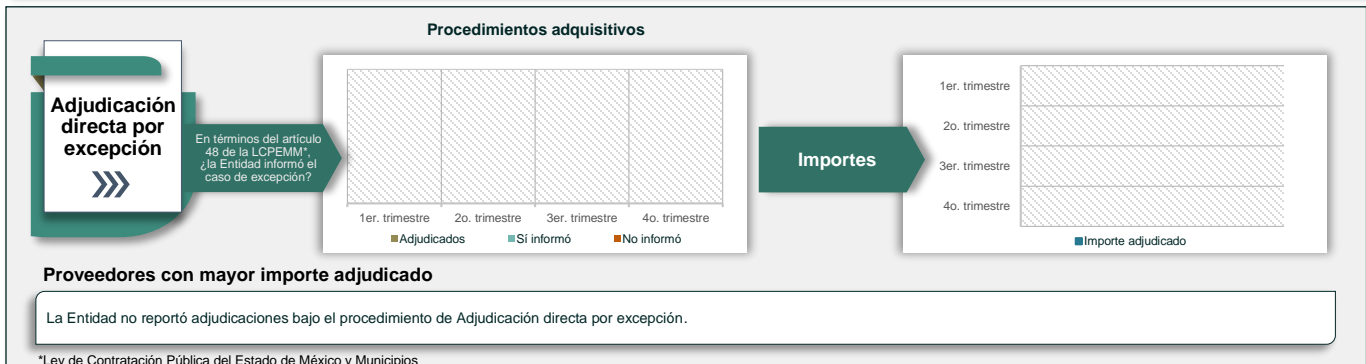 Procedimientos adquisitivos
Adjudicación
directa por
excepción
En términos del artículo
48 de la LCPEMM*,
¿la Entidad informó el
caso de excepción?
1er. trimestre 2o. trimestre 3er. trimestre 4o. trimestre
Adjudicados Sí informó No informó
Importes
1er. trimestre
2o. trimestre
3er. trimestre
4o. trimestre
Importe adjudicado
Proveedores con mayor importe adjudicado
La Entidad no reportó adjudicaciones bajo el procedimiento de Adjudicación directa por excepción.
*Ley de Contratación Pública del Estado de México y Municipios